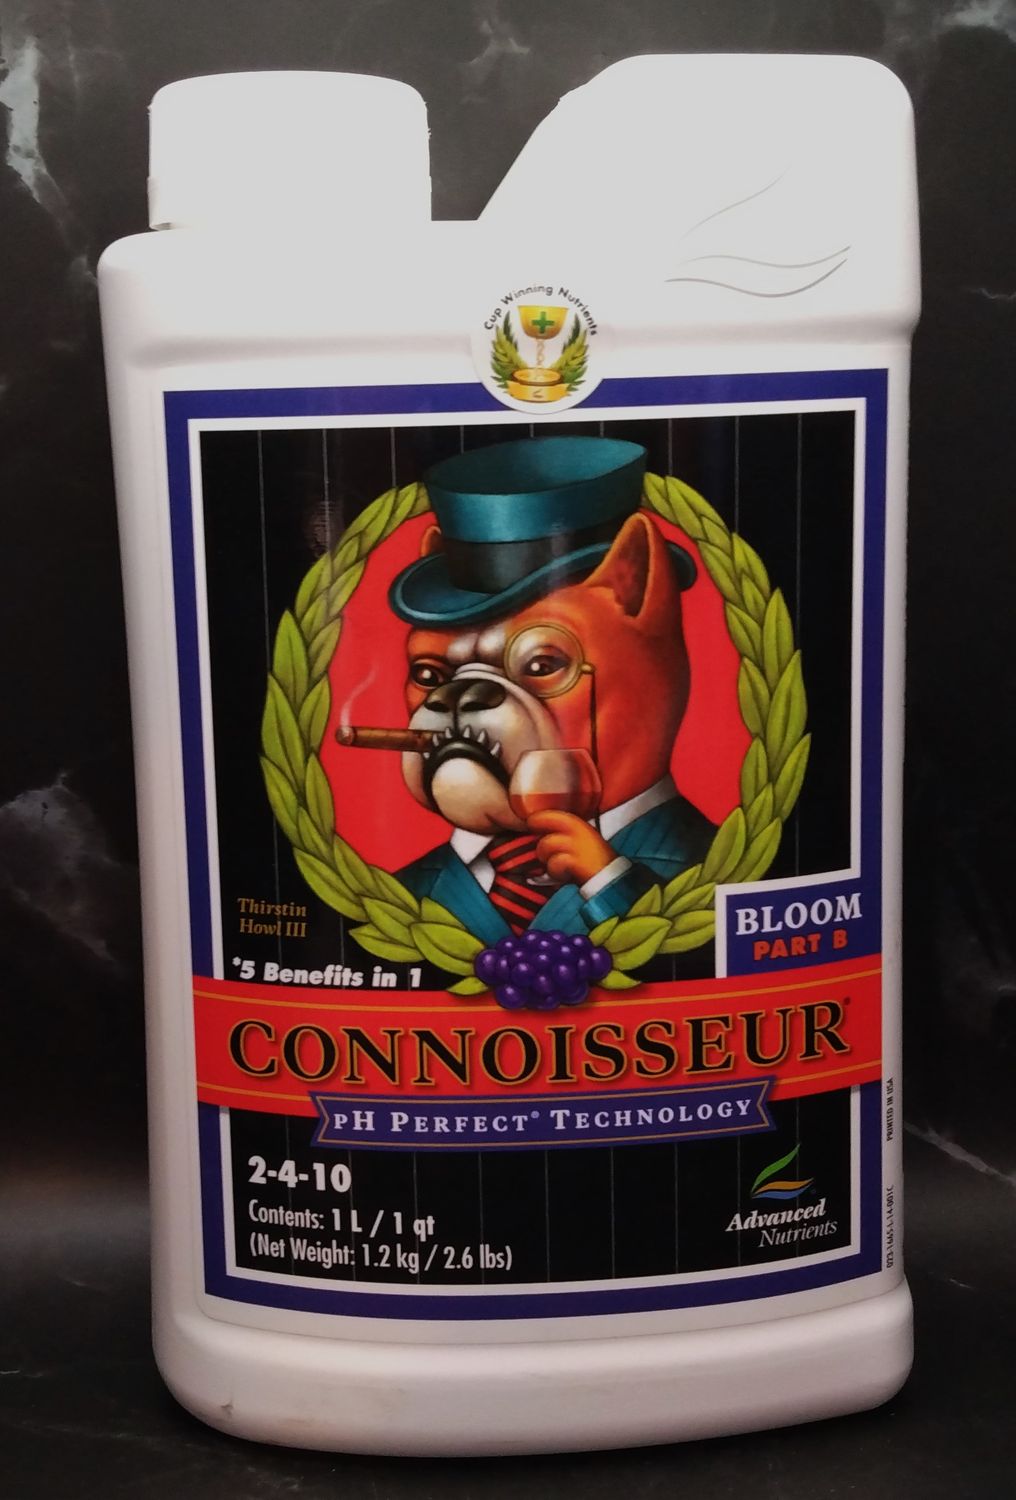 Cup Winning Nutrients
Thirstin
Howl III
BLOOM
PART B
*5 Benefits in 1
CONNOISSEUR®
pH PERFECT® TECHNOLOGY
2-4-10
Contents: 1 L / 1 qt
(Net Weight: 1.2 kg / 2.6 lbs)
Advanced
Nutrients
PRINTED IN USA